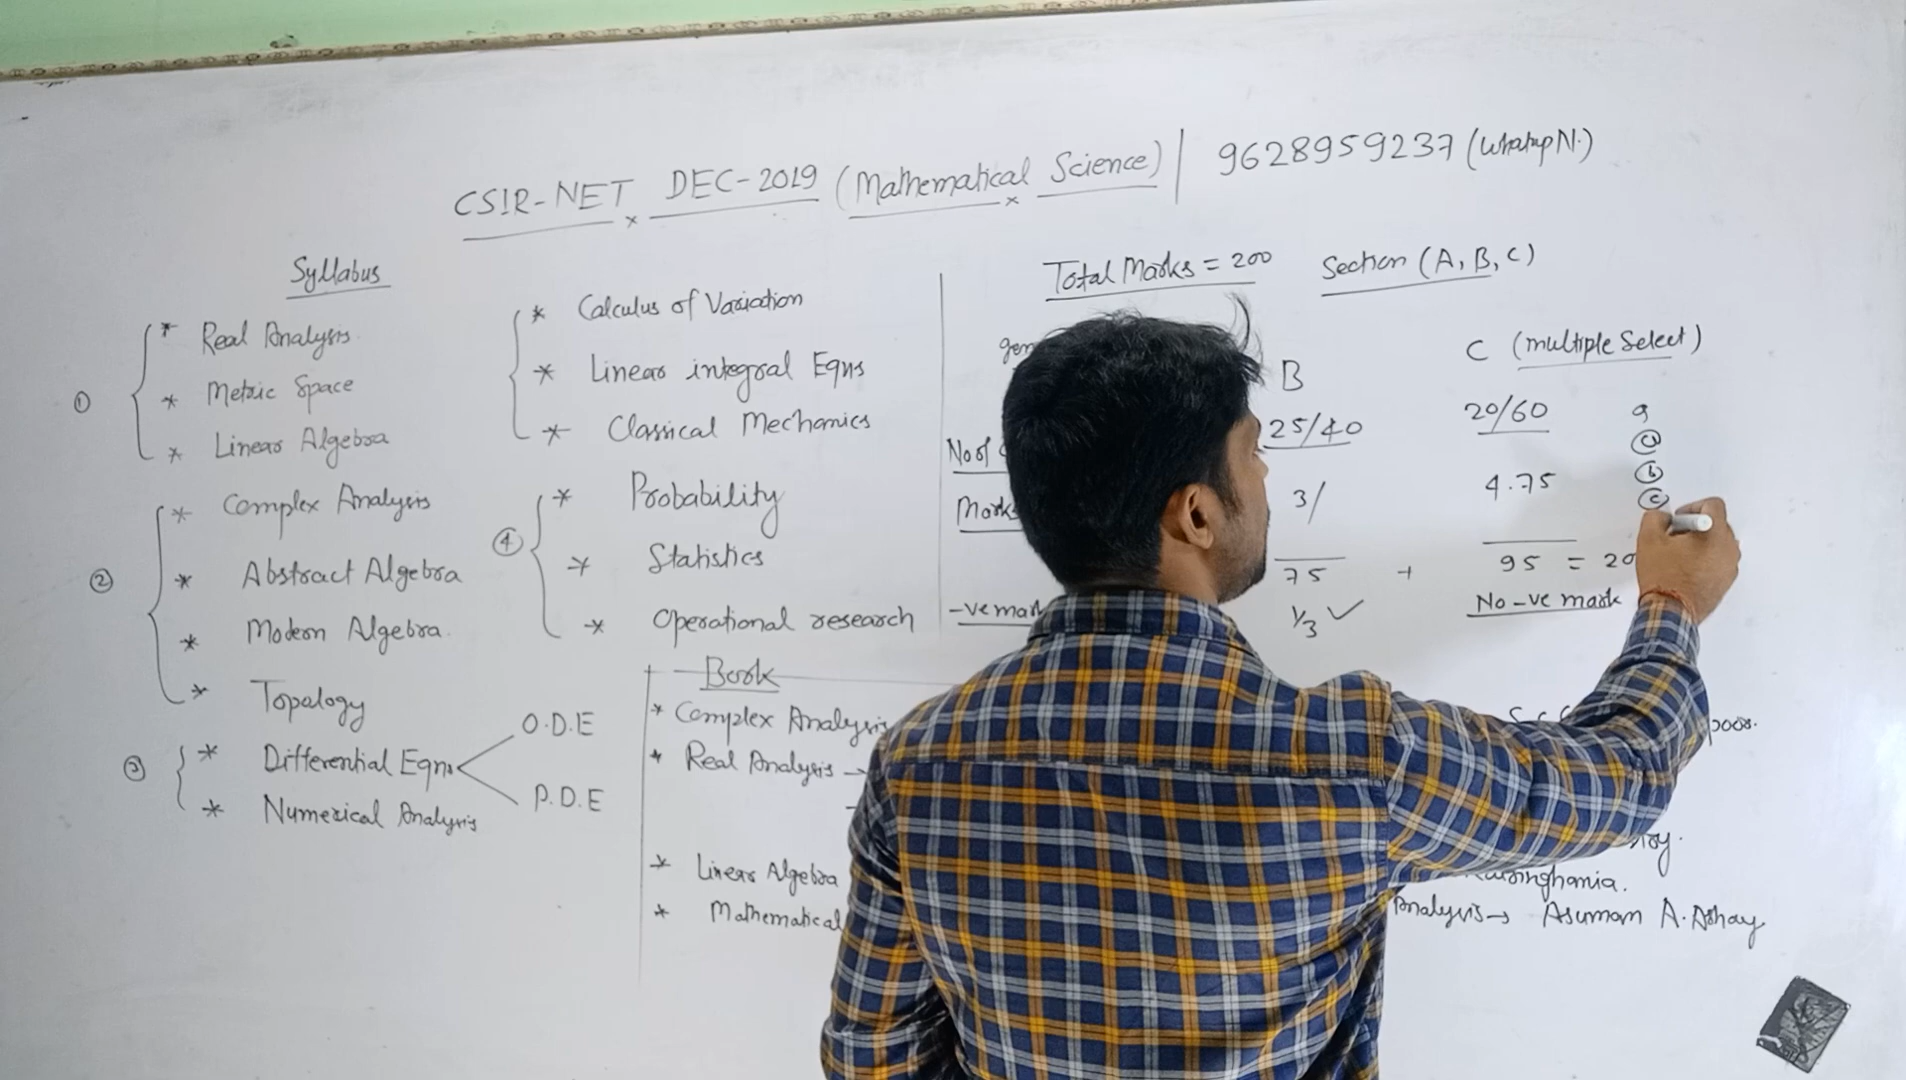 CSIR-NET DEC-2019 (Mathematical Science) | 9628959237 (WhatsupN.)
Syllabus
① * Real Analysis
* Metric Space
* Linear Algebra
② * Complex Analysis
* Abstract Algebra
* Modern Algebra.
* Topology
③ * Differential Eqns
O.D.E
P.D.E
* Numerical Analysis
* Calculus of Variation
* Linear integral Eqns
* Classical Mechanics
④ * Probability
* Statistics
* Operational research
Total Marks = 200 Section (A, B, C)
B C (multiple Select)
No of 25/40 20/60 9
ⓐ
ⓑ
Marks 3/ 4.75 ⓒ
75 + 95 = 20
-ve mark 1/3 ✓ No -ve mark
Book
* Complex Analysis
* Real Analysis →
* Linear Algebra
* Mathematical
Analysis → Asuman A. Ashay